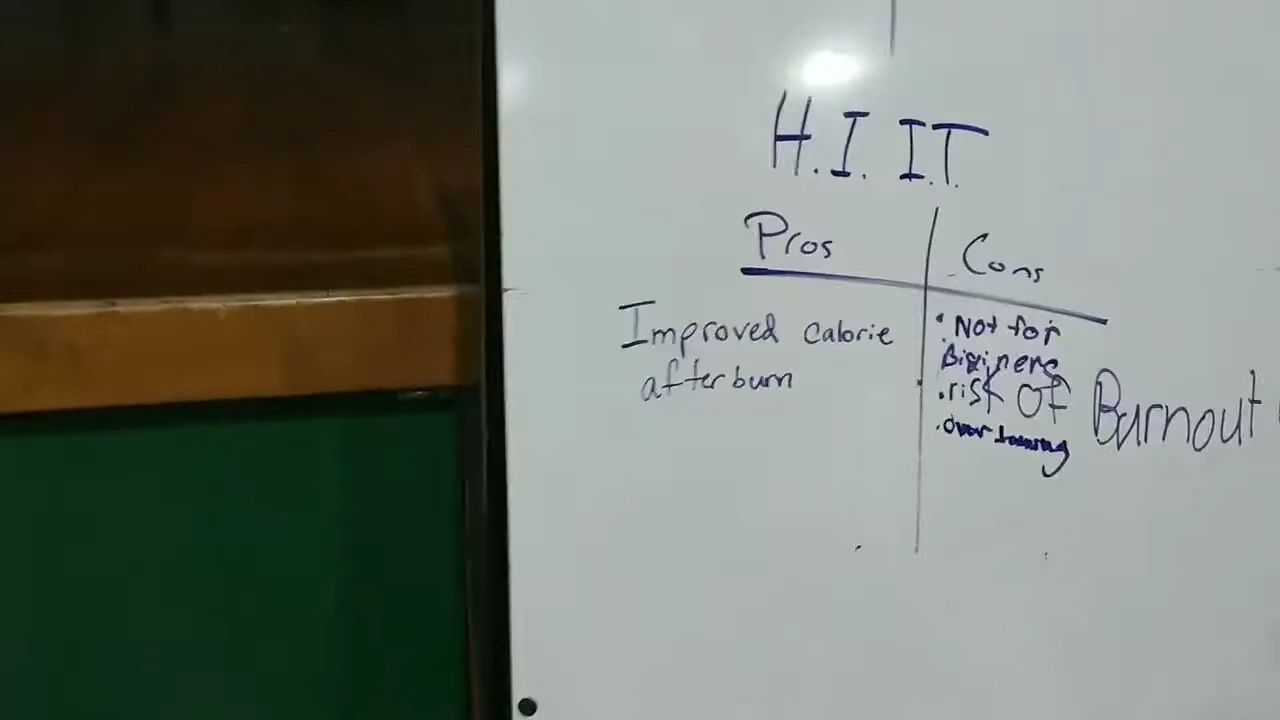 H.I. I.T.
Pros
Cons
Improved calorie
afterburn
• Not for
Biginers
• risk Of Burnout
• over